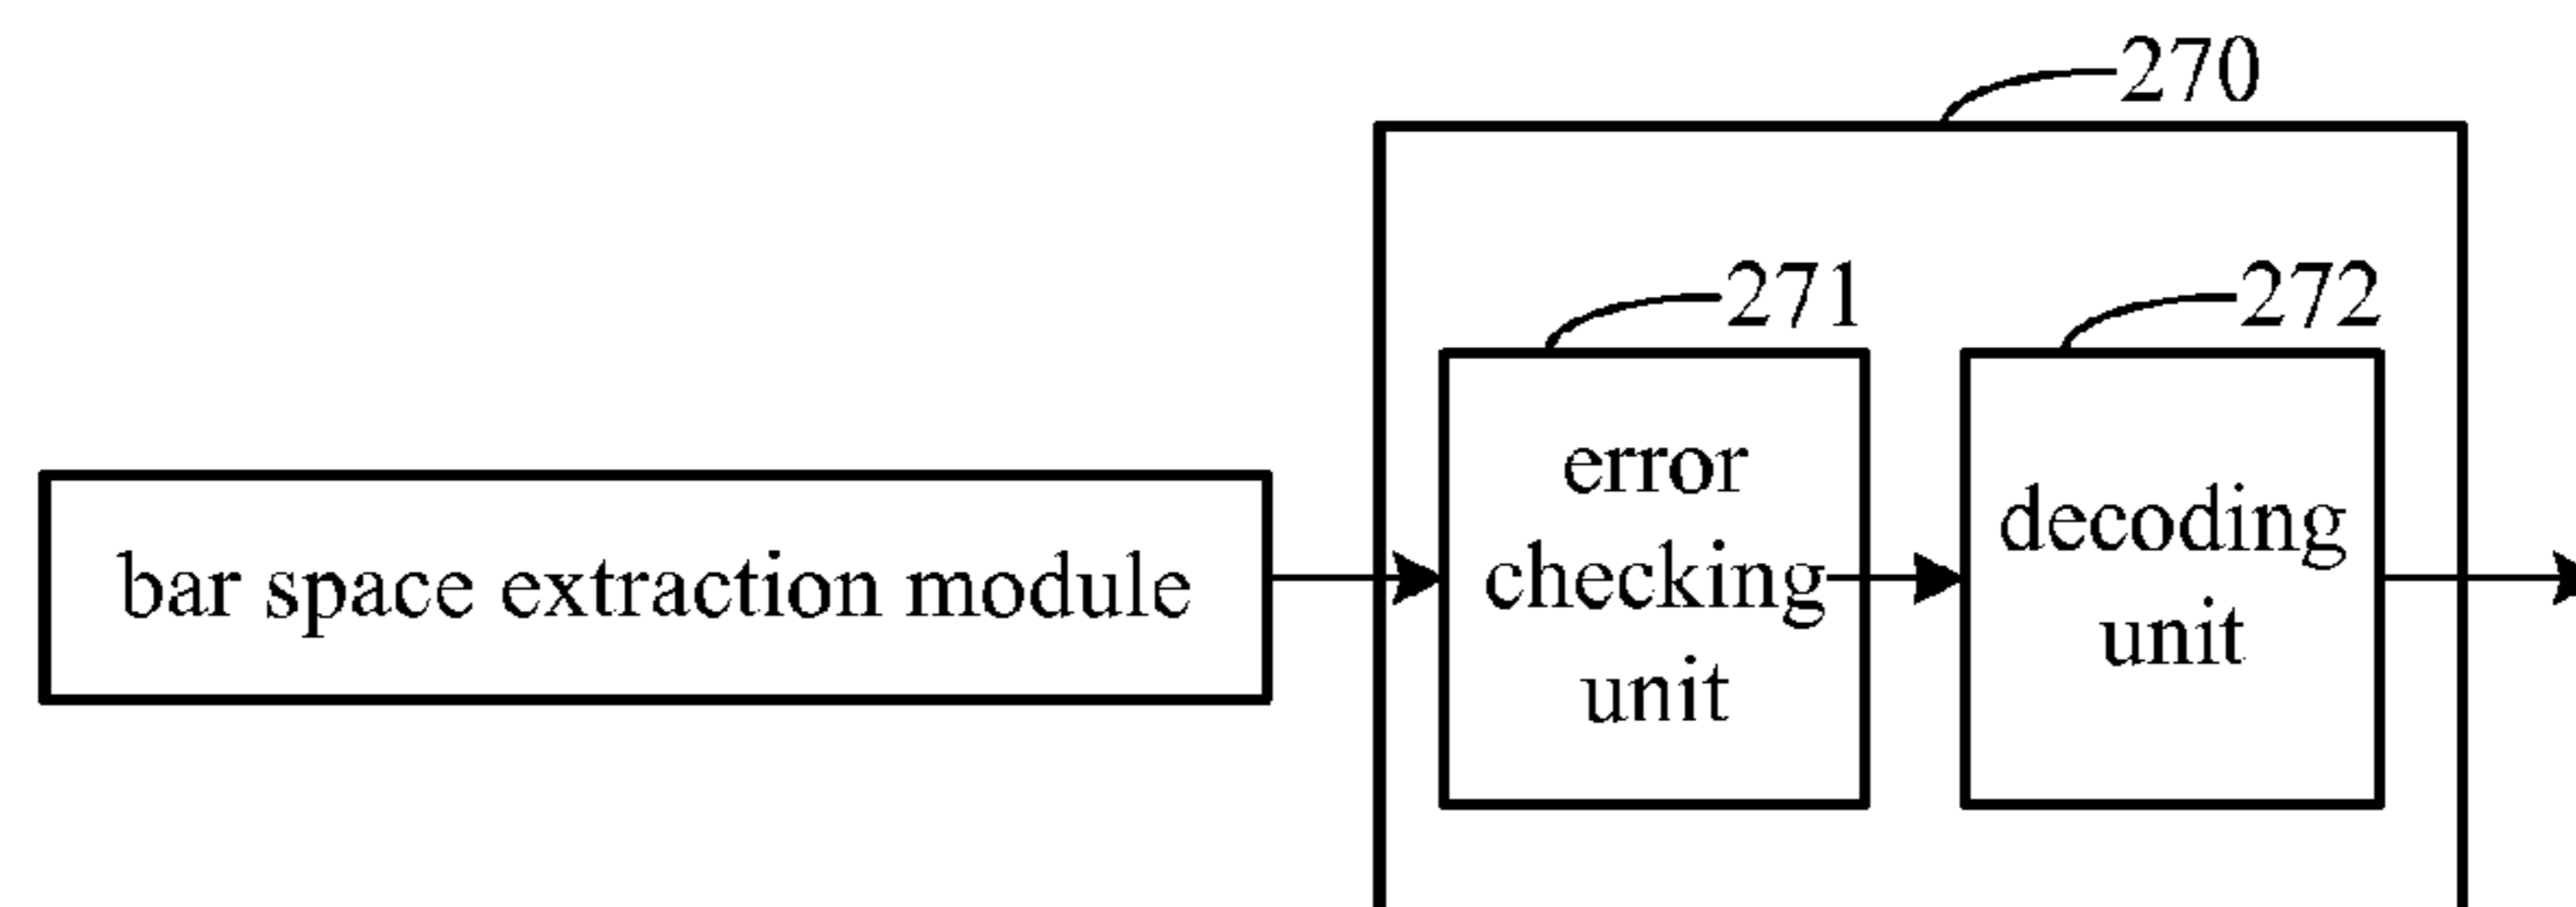 270
271
272
error
checking
unit
decoding
unit
bar space extraction module